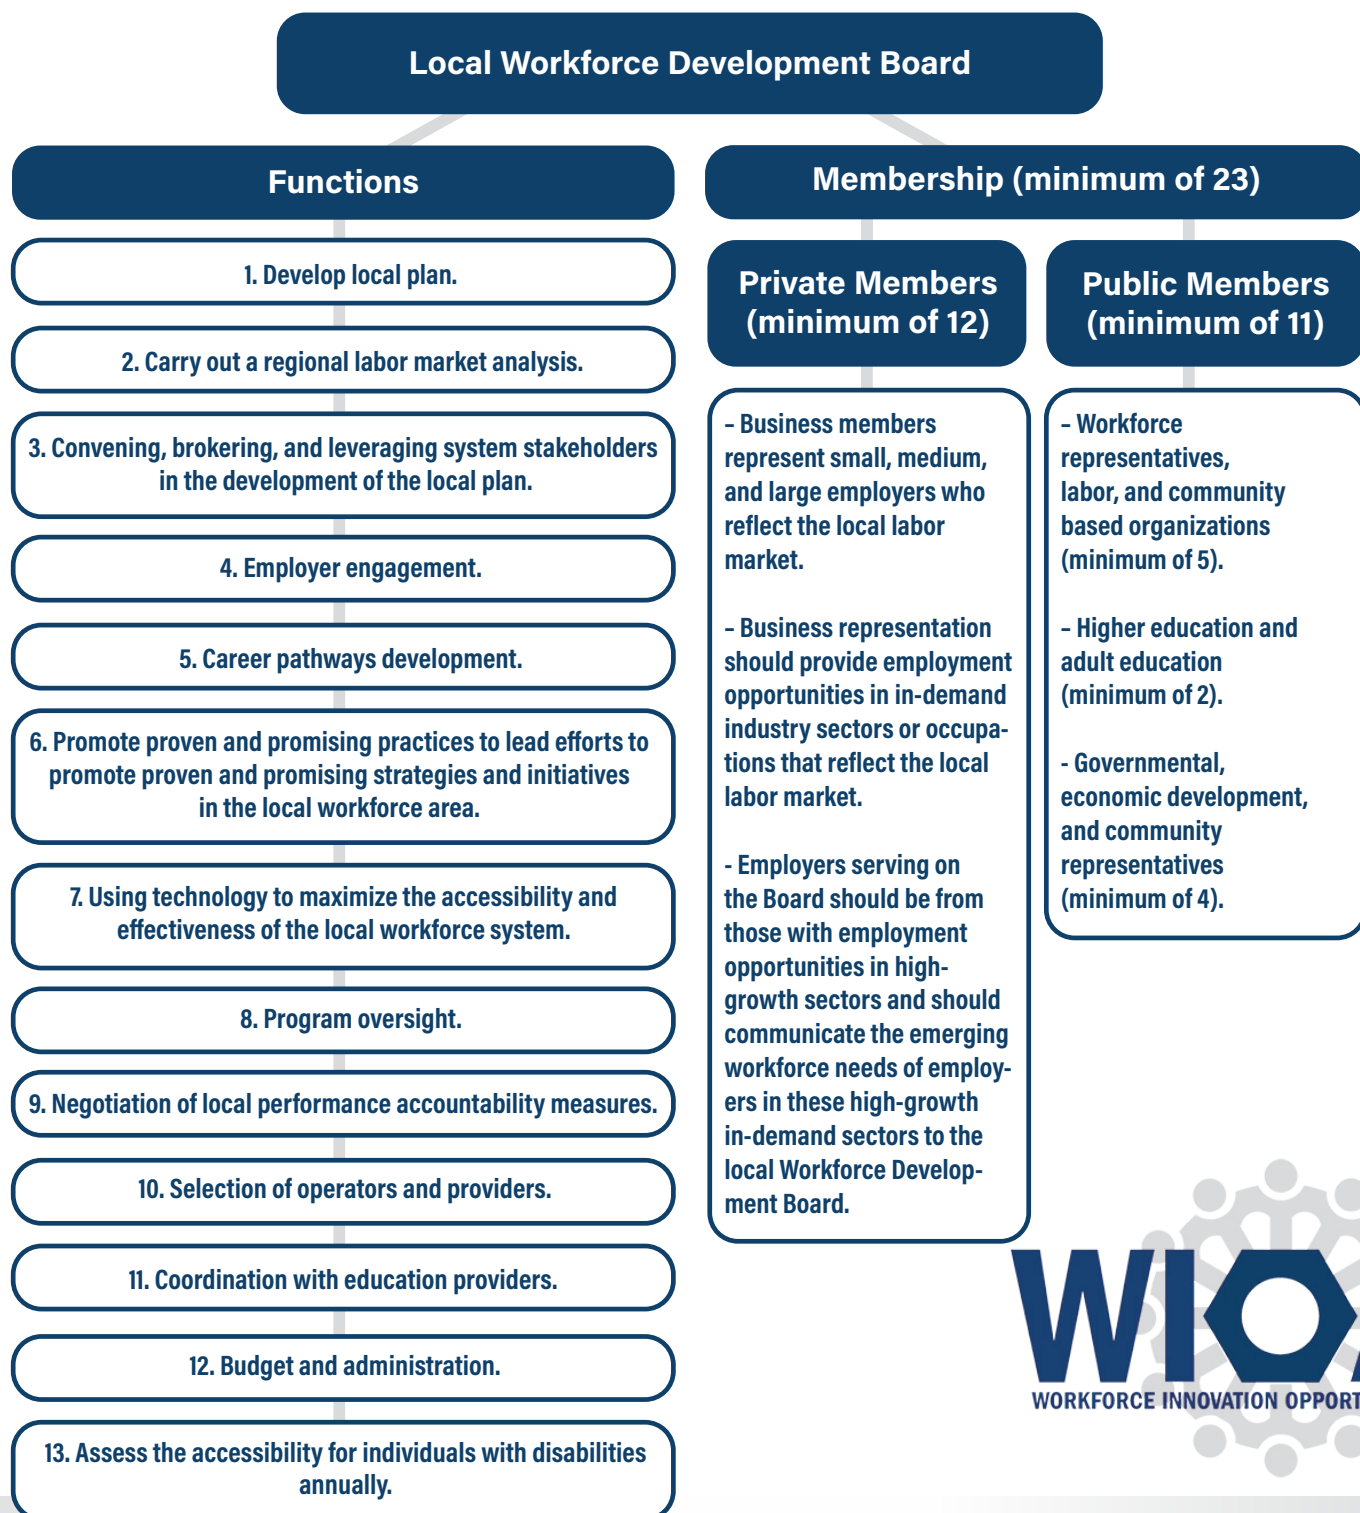 Local Workforce Development Board
Functions
1. Develop local plan.
2. Carry out a regional labor market analysis.
3. Convening, brokering, and leveraging system stakeholders
in the development of the local plan.
4. Employer engagement.
5. Career pathways development.
6. Promote proven and promising practices to lead efforts to
promote proven and promising strategies and initiatives
in the local workforce area.
7. Using technology to maximize the accessibility and
effectiveness of the local workforce system.
8. Program oversight.
9. Negotiation of local performance accountability measures.
10. Selection of operators and providers.
11. Coordination with education providers.
12. Budget and administration.
13. Assess the accessibility for individuals with disabilities
annually.
Membership (minimum of 23)
Private Members
(minimum of 12)
– Business members
represent small, medium,
and large employers who
reflect the local labor
market.
– Business representation
should provide employment
opportunities in in-demand
industry sectors or occupa-
tions that reflect the local
labor market.
- Employers serving on
the Board should be from
those with employment
opportunities in high-
growth sectors and should
communicate the emerging
workforce needs of employ-
ers in these high-growth
in-demand sectors to the
local Workforce Develop-
ment Board.
Public Members
(minimum of 11)
– Workforce
representatives,
labor, and community
based organizations
(minimum of 5).
– Higher education and
adult education
(minimum of 2).
- Governmental,
economic development,
and community
representatives
(minimum of 4).
WIO
WORKFORCE INNOVATION OPPORT